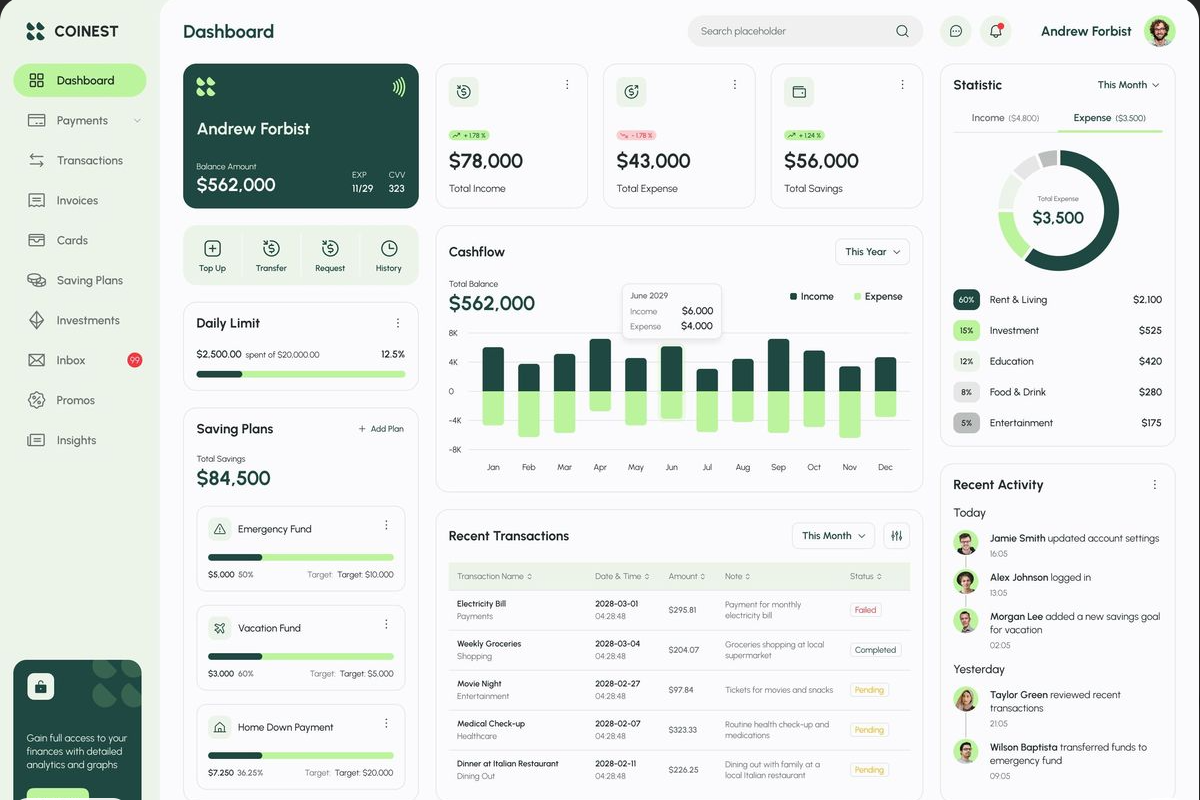 COINEST
Dashboard
Payments
Transactions
Invoices
Cards
Saving Plans
Investments
Inbox
99
Promos
Insights
Gain full access to your
finances with detailed
analytics and graphs
Dashboard
Search placeholder
Andrew Forbist
Andrew Forbist
Balance Amount
$562,000
EXP
11/29
CVV
323
Top Up
Transfer
Request
History
Daily Limit
$2,500.00 spent of $20,000.00
12.5%
Saving Plans
Add Plan
Total Savings
$84,500
Emergency Fund
$5,000 50%
Target: Target: $10,000
Vacation Fund
$3,000 60%
Target: Target: $5,000
Home Down Payment
$7,250 36.25%
Target: Target: $20,000
+ 1.78 %
$78,000
Total Income
- 1.78 %
$43,000
Total Expense
+ 1.24 %
$56,000
Total Savings
Cashflow
This Year
Total Balance
$562,000
Income
Expense
June 2029
Income $6,000
Expense $4,000
8K
4K
0
-4K
-8K
Jan Feb Mar Apr May Jun Jul Aug Sep Oct Nov Dec
Recent Transactions
This Month
Transaction Name Date & Time Amount Note Status
Electricity Bill
Payments
2028-03-01
04:28:48
$295.81
Payment for monthly
electricity bill
Failed
Weekly Groceries
Shopping
2028-03-04
04:28:48
$204.07
Groceries shopping at local
supermarket
Completed
Movie Night
Entertainment
2028-02-27
04:28:48
$97.84
Tickets for movies and snacks
Pending
Medical Check-up
Healthcare
2028-02-07
04:28:48
$323.33
Routine health check-up and
medications
Pending
Dinner at Italian Restaurant
Dining Out
2028-02-11
04:28:48
$226.25
Dining out with family at a
local Italian restaurant
Pending
Statistic
This Month
Income ($4,800)
Expense ($3.500)
Total Expense
$3,500
60% Rent & Living $2,100
15% Investment $525
12% Education $420
8% Food & Drink $280
5% Entertainment $175
Recent Activity
Today
Jamie Smith updated account settings
16:05
Alex Johnson logged in
13:05
Morgan Lee added a new savings goal
for vacation
02:05
Yesterday
Taylor Green reviewed recent
transactions
21:05
Wilson Baptista transferred funds to
emergency fund
09:05